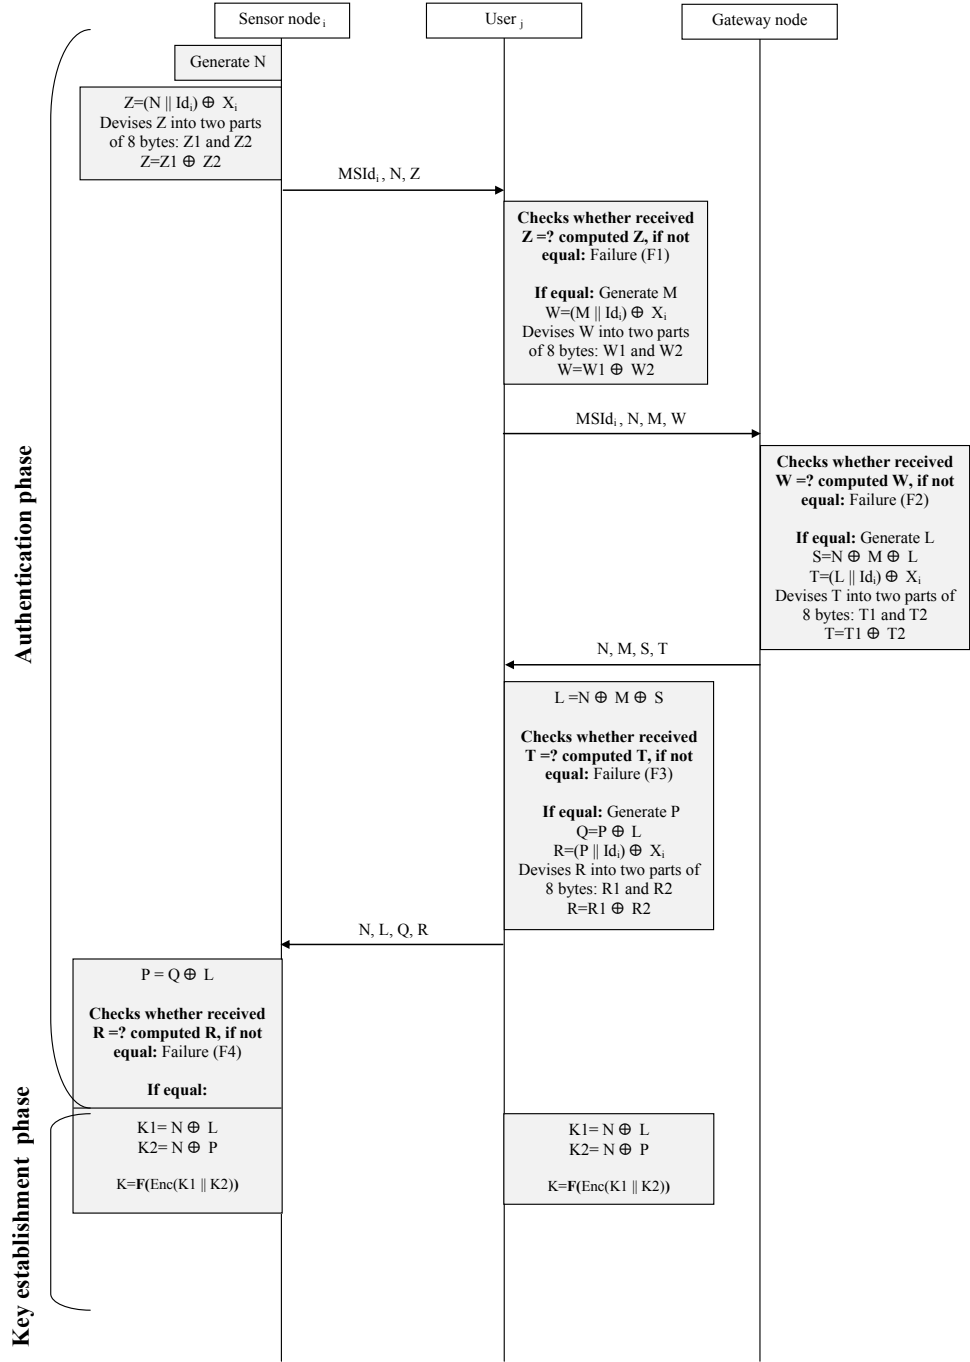 Sensor node i
User j
Gateway node
Authentication phase
Generate N
Z=(N || Idi) ⊕ Xi
Devises Z into two parts
of 8 bytes: Z1 and Z2
Z=Z1 ⊕ Z2
MSIdi, N, Z
Checks whether received
Z =? computed Z, if not
equal: Failure (F1)
If equal: Generate M
W=(M || Idi) ⊕ Xi
Devises W into two parts
of 8 bytes: W1 and W2
W=W1 ⊕ W2
MSIdi, N, M, W
Checks whether received
W =? computed W, if not
equal: Failure (F2)
If equal: Generate L
S=N ⊕ M ⊕ L
T=(L || Idi) ⊕ Xi
Devises T into two parts of
8 bytes: T1 and T2
T=T1 ⊕ T2
N, M, S, T
L =N ⊕ M ⊕ S
Checks whether received
T =? computed T, if not
equal: Failure (F3)
If equal: Generate P
Q=P ⊕ L
R=(P || Idi) ⊕ Xi
Devises R into two parts of
8 bytes: R1 and R2
R=R1 ⊕ R2
N, L, Q, R
P = Q ⊕ L
Checks whether received
R =? computed R, if not
equal: Failure (F4)
If equal:
Key establishment phase
K1= N ⊕ L
K2= N ⊕ P
K=F(Enc(K1 || K2))
K1= N ⊕ L
K2= N ⊕ P
K=F(Enc(K1 || K2))